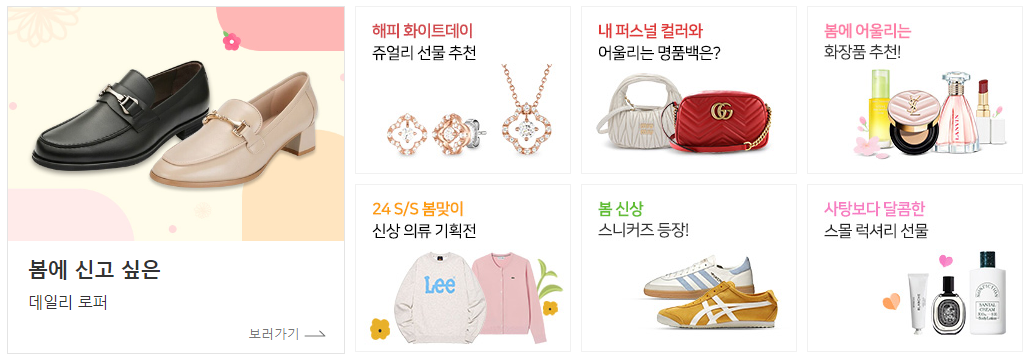 봄에 신고 싶은
데일리 로퍼
보러가기
해피 화이트데이
쥬얼리 선물 추천
내 퍼스널 컬러와
어울리는 명품백은?
봄에 어울리는
화장품 추천!
24 S/S 봄맞이
신상 의류 기획전
Lee
봄 신상
스니커즈 등장!
사탕보다 달콤한
스몰 럭셔리 선물
NONFICTION
SANTAL
CREAM